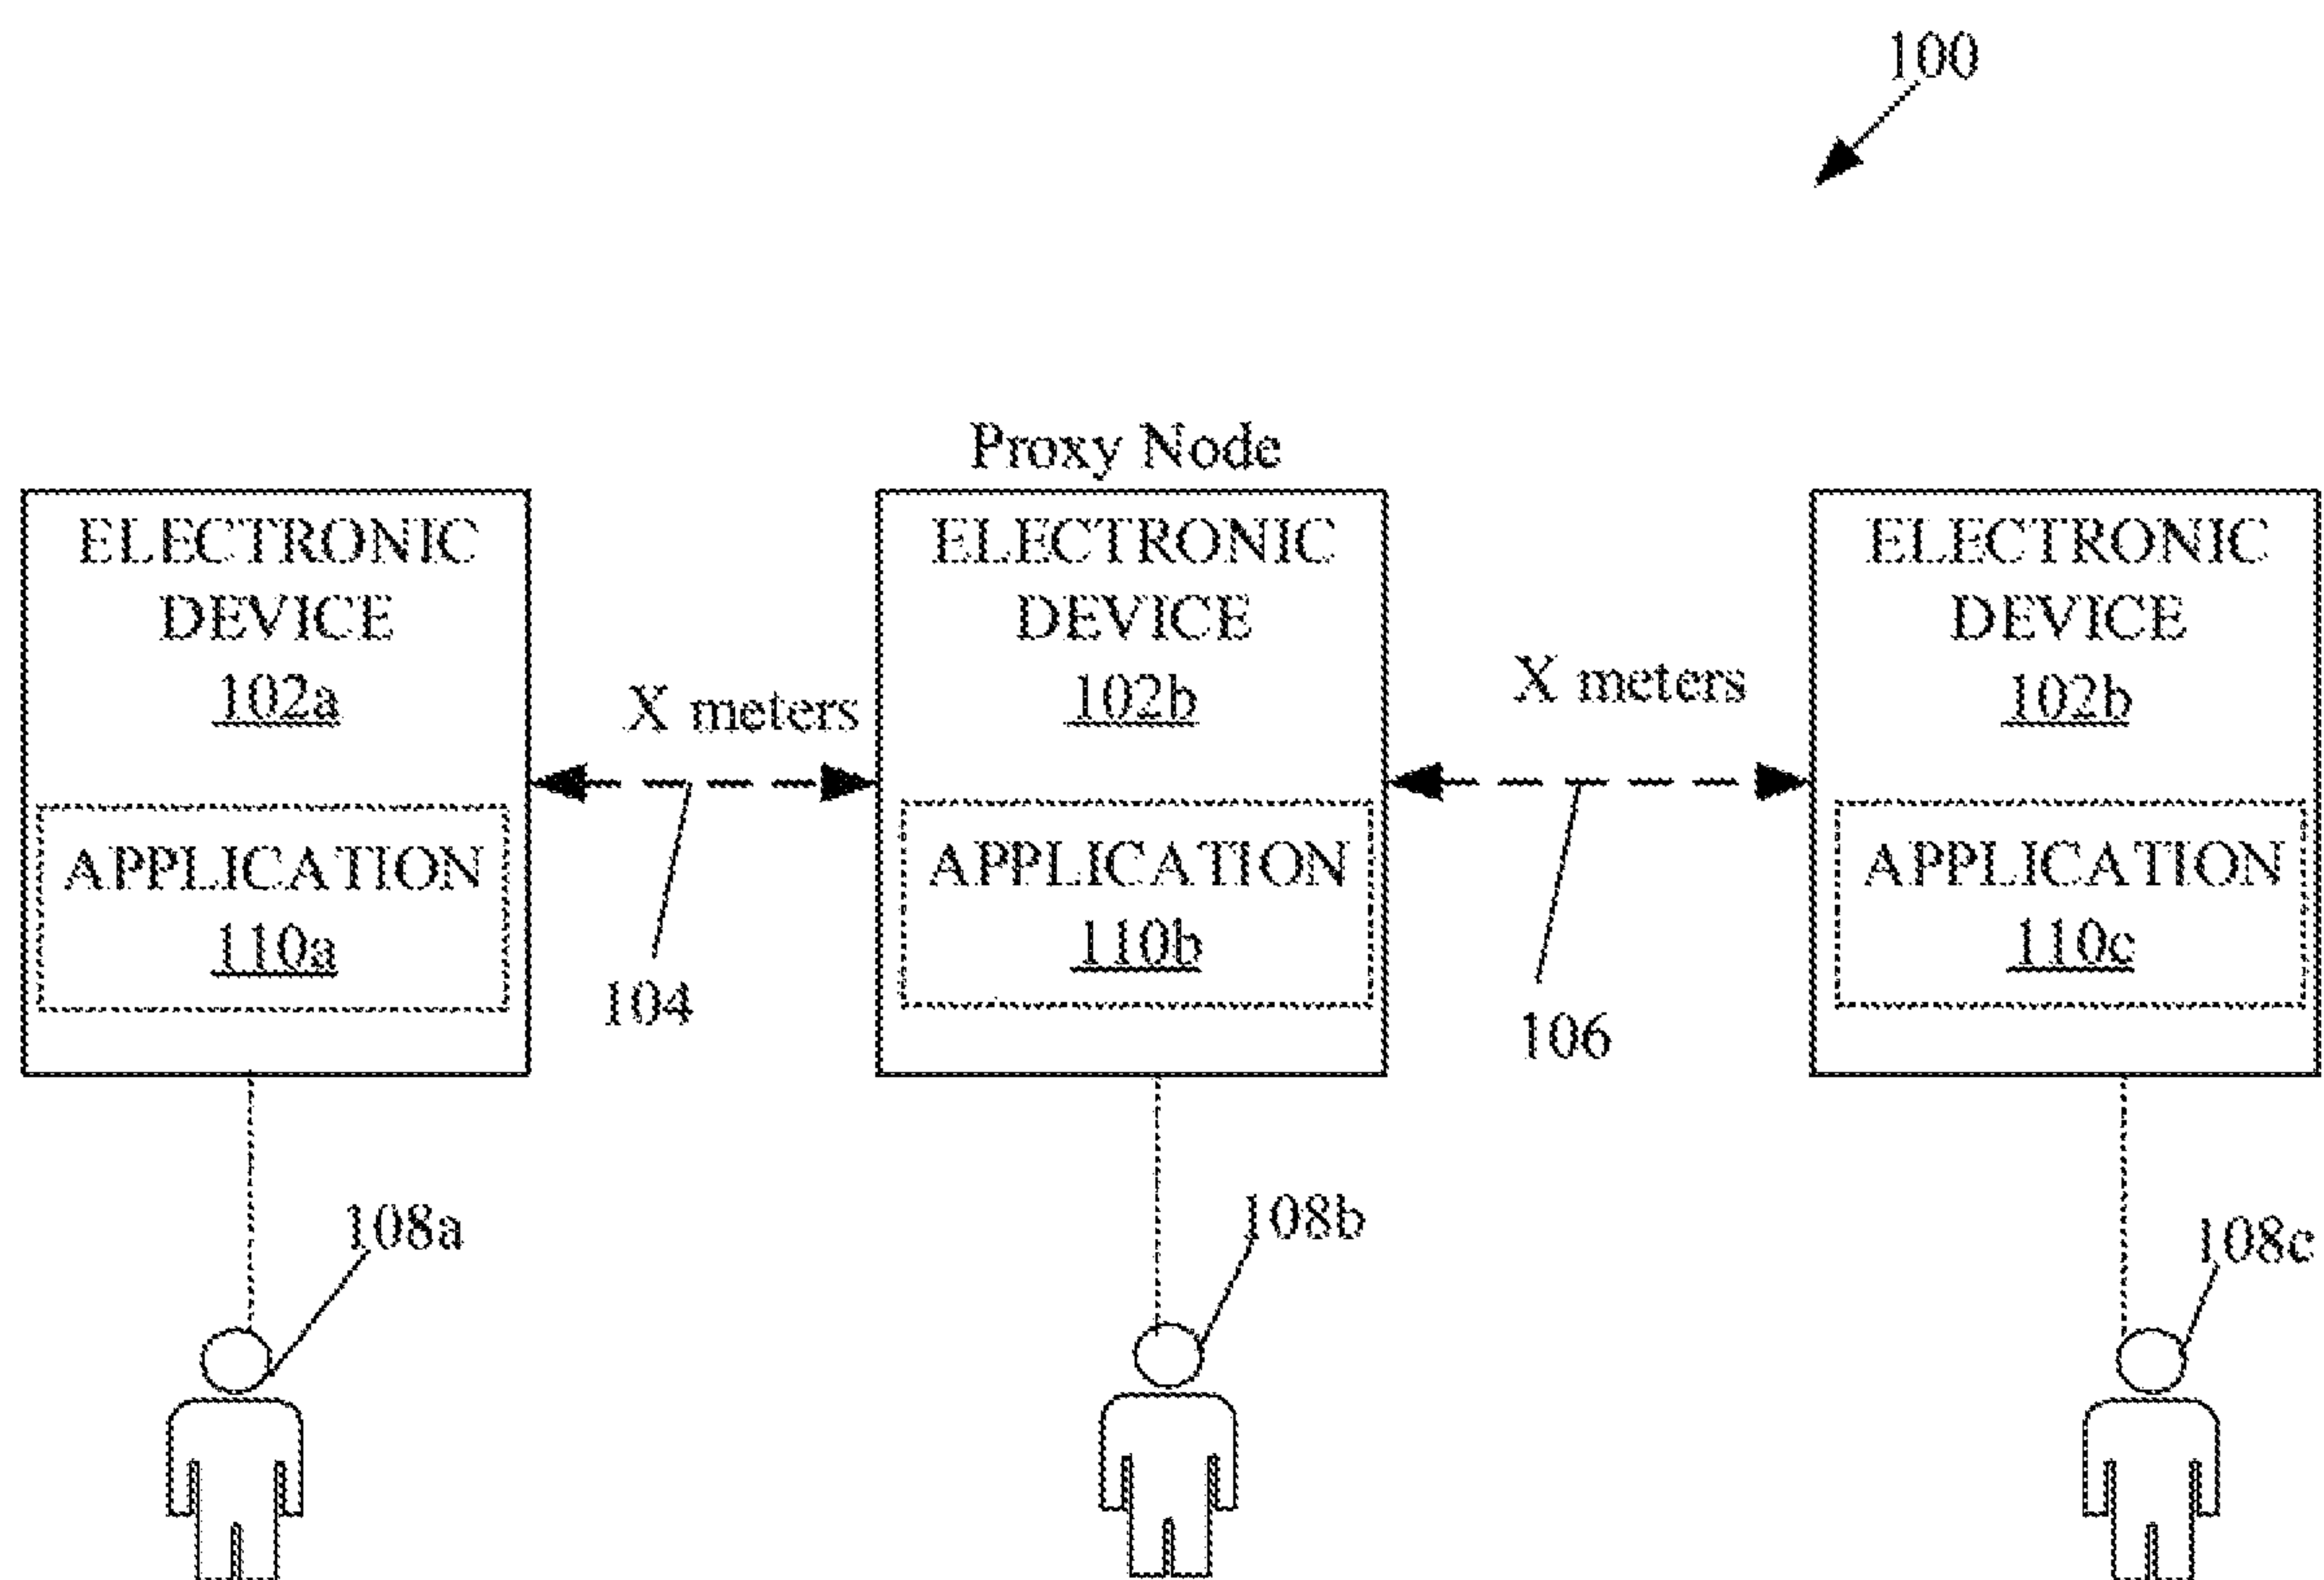 100
Proxy Node
ELECTRONIC
DEVICE
102a
APPLICATION
110a
X meters
104
ELECTRONIC
DEVICE
102b
APPLICATION
110b
X meters
106
ELECTRONIC
DEVICE
102b
APPLICATION
110c
108a
108b
108c